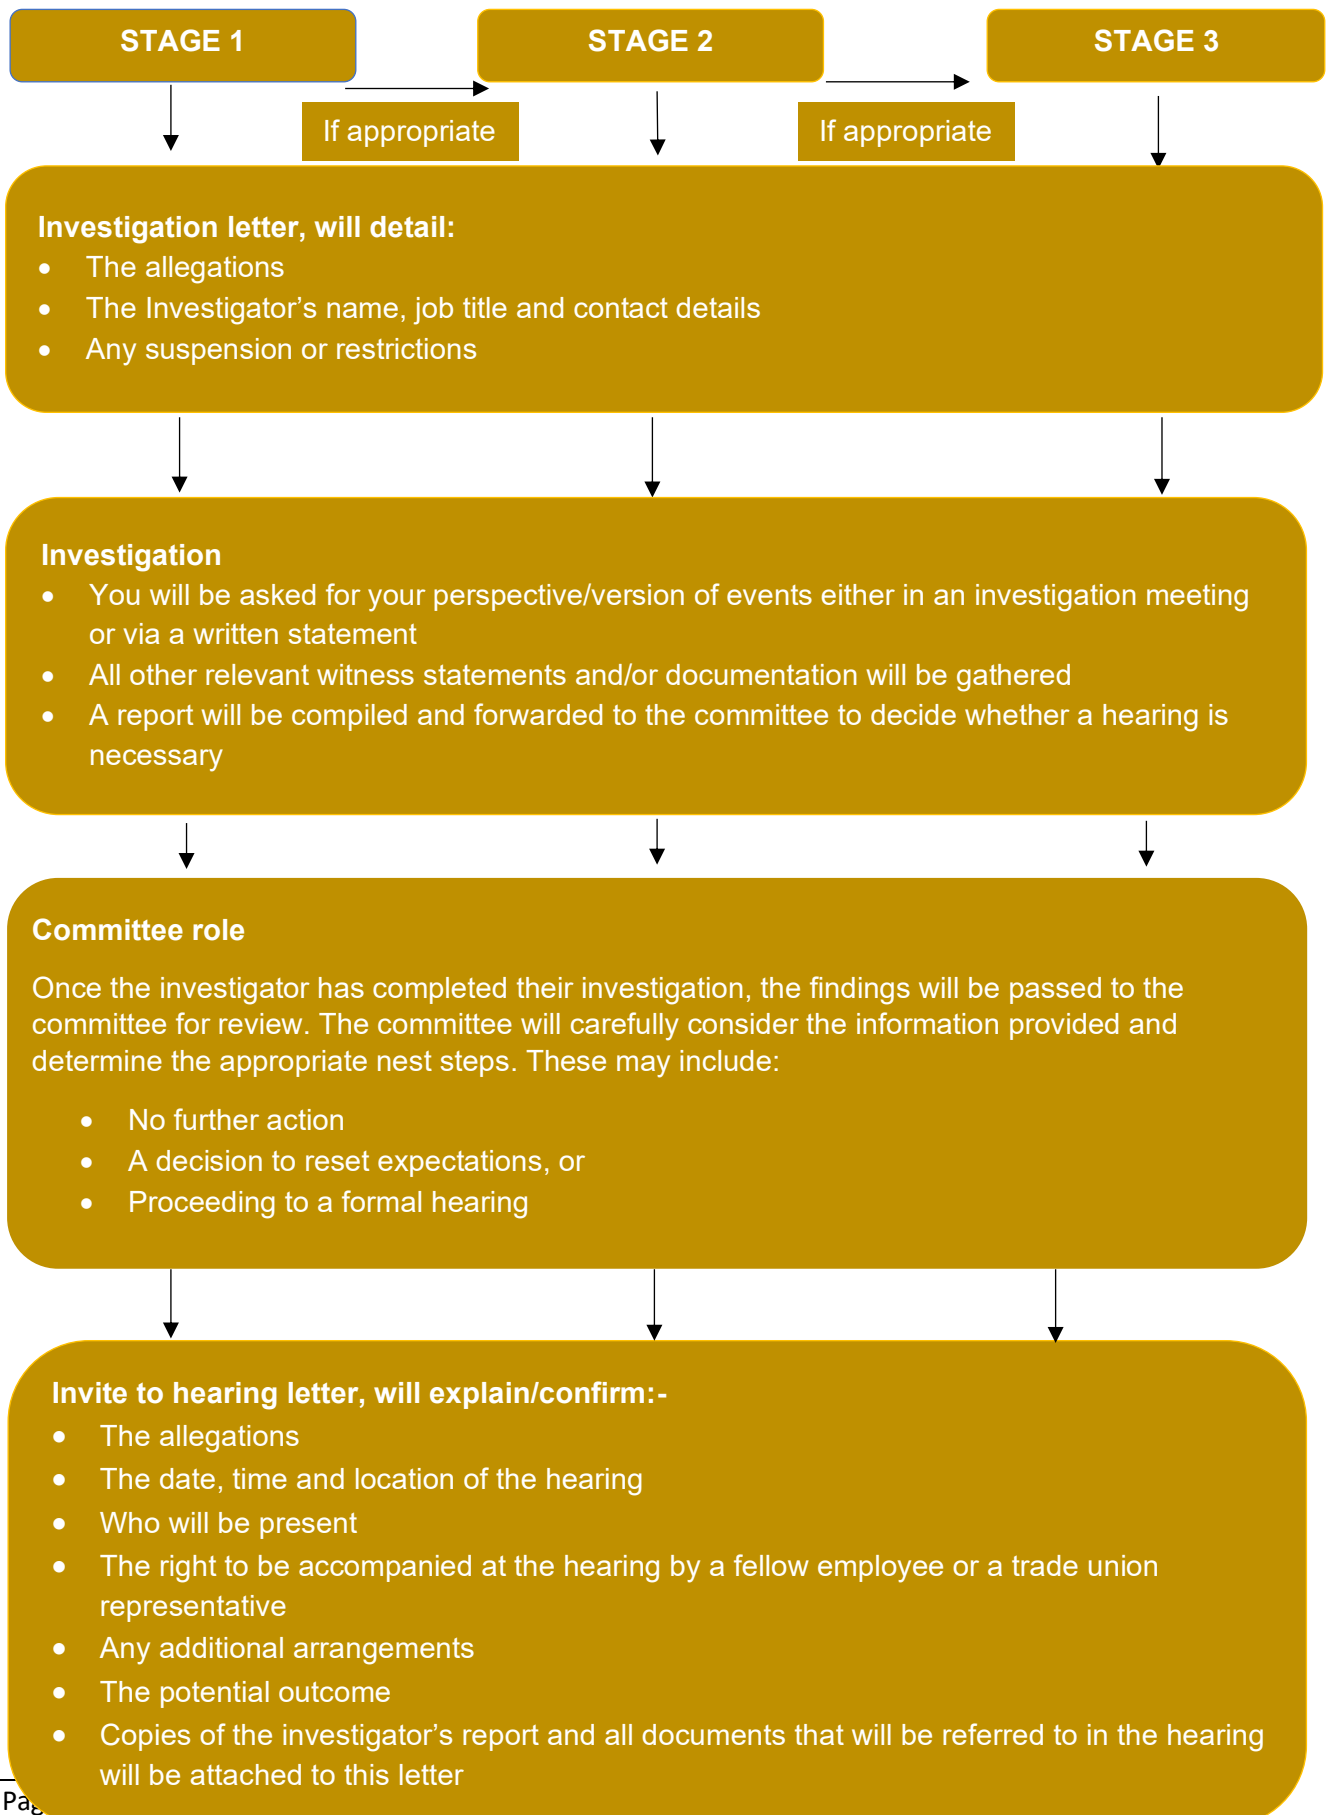 STAGE 1
STAGE 2
STAGE 3
If appropriate
If appropriate
Investigation letter, will detail:
• The allegations
• The Investigator’s name, job title and contact details
• Any suspension or restrictions
Investigation
• You will be asked for your perspective/version of events either in an investigation meeting
or via a written statement
• All other relevant witness statements and/or documentation will be gathered
• A report will be compiled and forwarded to the committee to decide whether a hearing is
necessary
Committee role
Once the investigator has completed their investigation, the findings will be passed to the
committee for review. The committee will carefully consider the information provided and
determine the appropriate nest steps. These may include:
• No further action
• A decision to reset expectations, or
• Proceeding to a formal hearing
Invite to hearing letter, will explain/confirm:-
• The allegations
• The date, time and location of the hearing
• Who will be present
• The right to be accompanied at the hearing by a fellow employee or a trade union
representative
• Any additional arrangements
• The potential outcome
• Copies of the investigator’s report and all documents that will be referred to in the hearing
will be attached to this letter